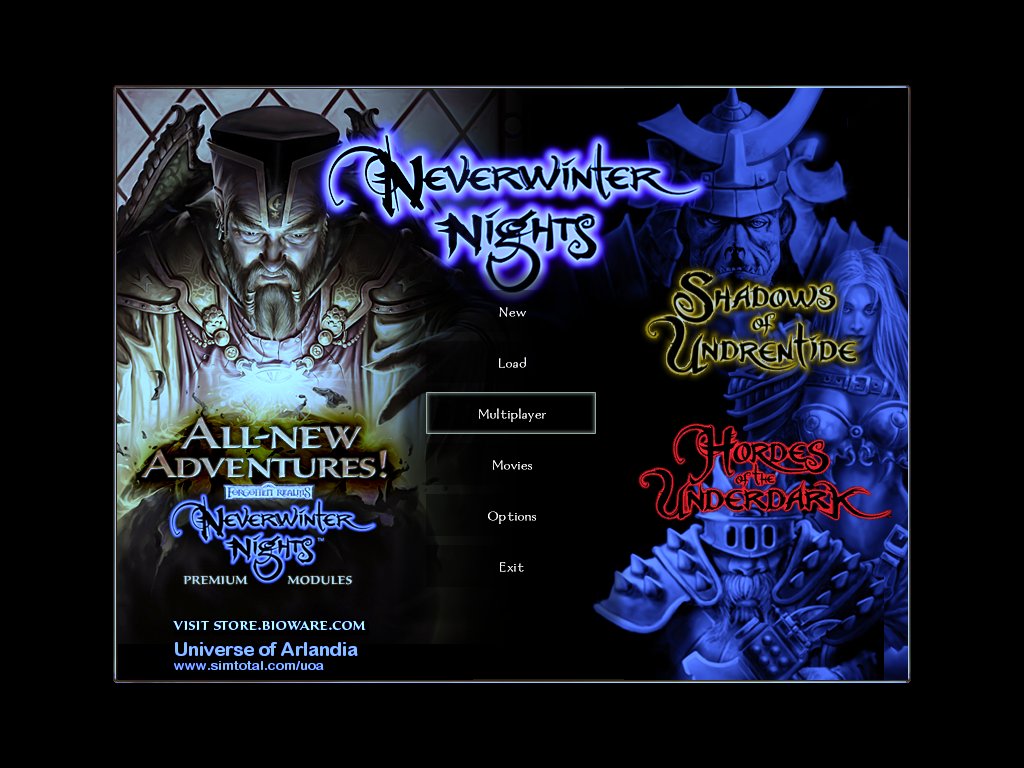 Neverwinter
Nights
New
Load
Multiplayer
Movies
Options
Exit
Shadows
of
Undrentide
Hordes
of the
Underdark
All-new
Adventures!
Forgotten Realms
Neverwinter
Nights™
PREMIUM MODULES
VISIT STORE.BIOWARE.COM
Universe of Arlandia
www.simtotal.com/uoa